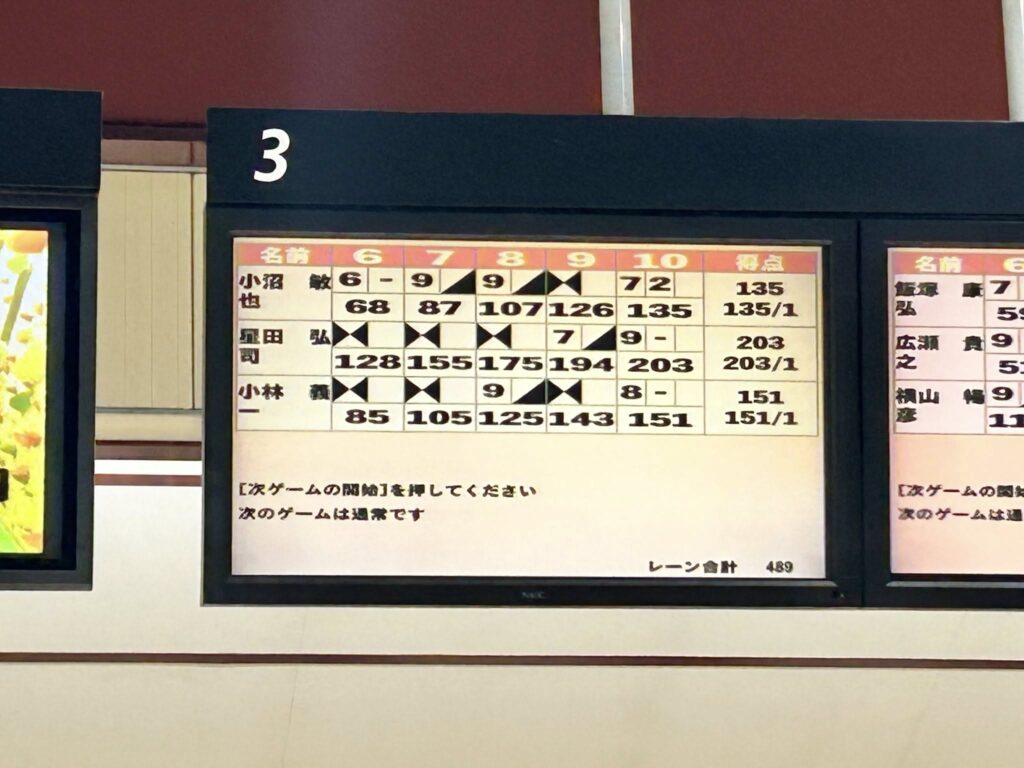 3
名前 6 7 8 9 10 得点
小沼 敏也 6 - 9 9 7 2 135
68 87 107 126 135 135/1
星田 弘司 7 9 - 203
128 155 175 194 203 203/1
小林 義一 9 8 - 151
85 105 125 143 151 151/1
[次ゲームの開始]を押してください
次のゲームは通常です
レーン合計 489
NEC
名前 6
飯塚 康弘 7
59
広瀬 貴之 9
横山 暢彦 9
11
[次ゲームの開始
次のゲームは通